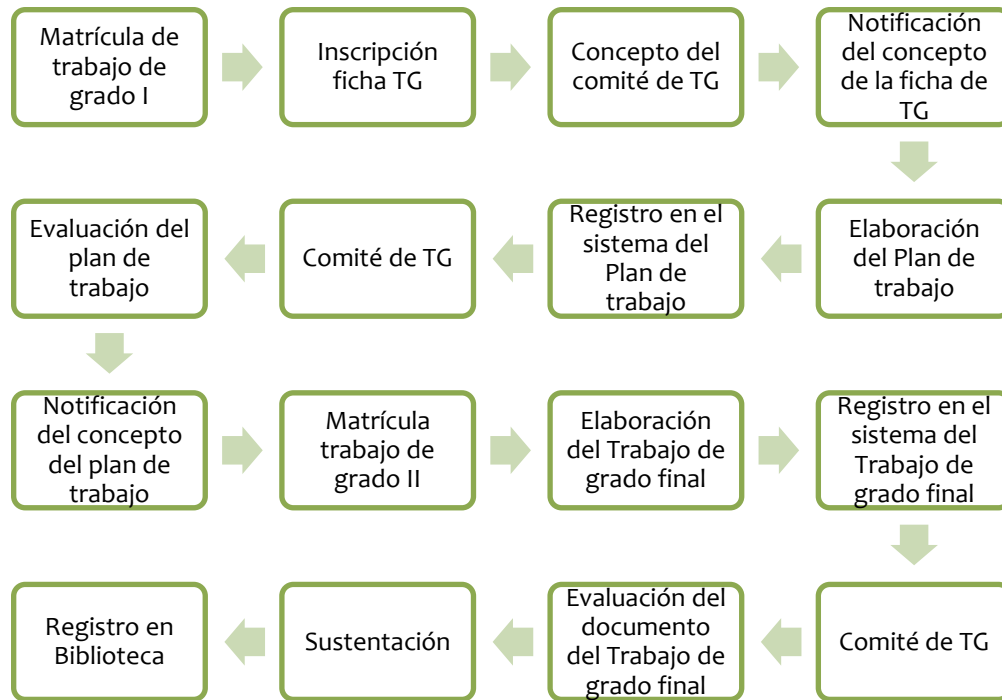 Matrícula de
trabajo de
grado I
Inscripción
ficha TG
Concepto del
comité de TG
Notificación
del concepto
de la ficha de
TG
Elaboración
del Plan de
trabajo
Registro en el
sistema del
Plan de
trabajo
Comité de TG
Evaluación del
plan de
trabajo
Notificación
del concepto
del plan de
trabajo
Matrícula
trabajo de
grado II
Elaboración
del Trabajo de
grado final
Registro en el
sistema del
Trabajo de
grado final
Comité de TG
Evaluación del
documento
del Trabajo de
grado final
Sustentación
Registro en
Biblioteca